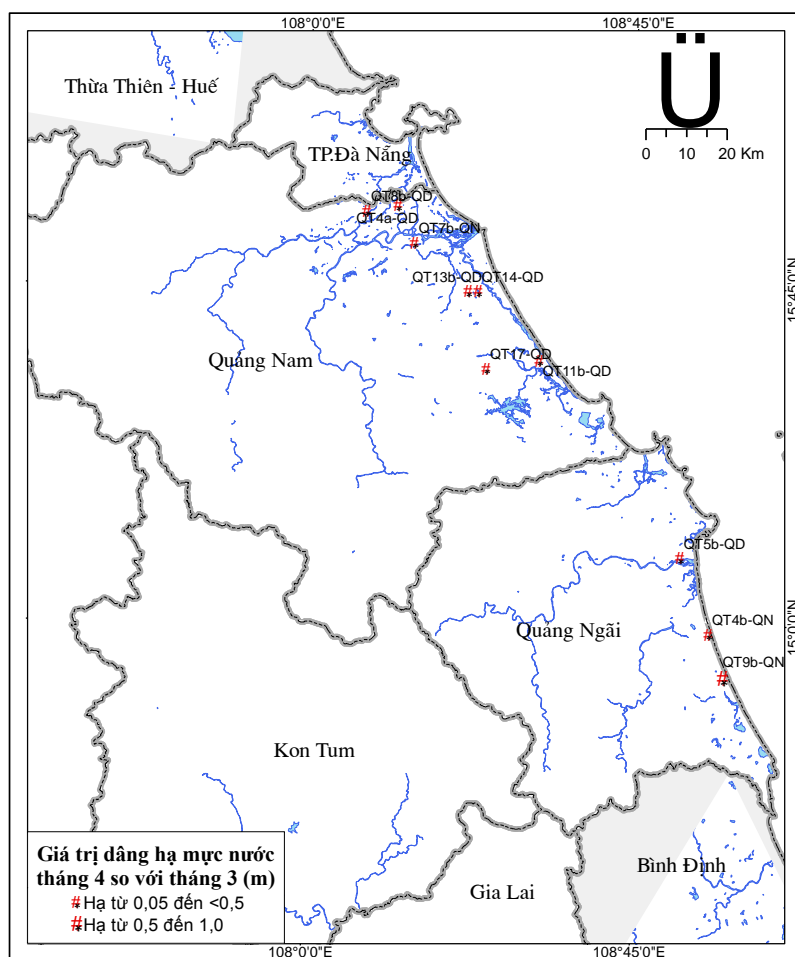 108°0'0"E 108°45'0"E
Thừa Thiên - Huế
Ü
0 10 20 Km
TP.Đà Nẵng
QT8b-QD
QT4a-QD
QT7b-QN
15°45'0"N
QT13b-QD
QT14-QD
Quảng Nam
QT17-QD
QT11b-QD
QT5b-QD
QT4b-QN
15°0'0"N
Quảng Ngãi
QT9b-QN
Kon Tum
Giá trị dâng hạ mực nước
tháng 4 so với tháng 3 (m)
Hạ từ 0,05 đến <0,5
Hạ từ 0,5 đến 1,0
Gia Lai
Bình Định
108°0'0"E 108°45'0"E